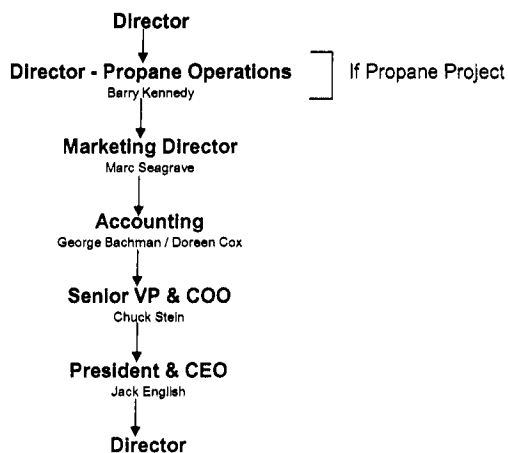 Director
Director - Propane Operations
Barry Kennedy
If Propane Project
Marketing Director
Marc Seagrave
Accounting
George Bachman / Doreen Cox
Senior VP & COO
Chuck Stein
President & CEO
Jack English
Director